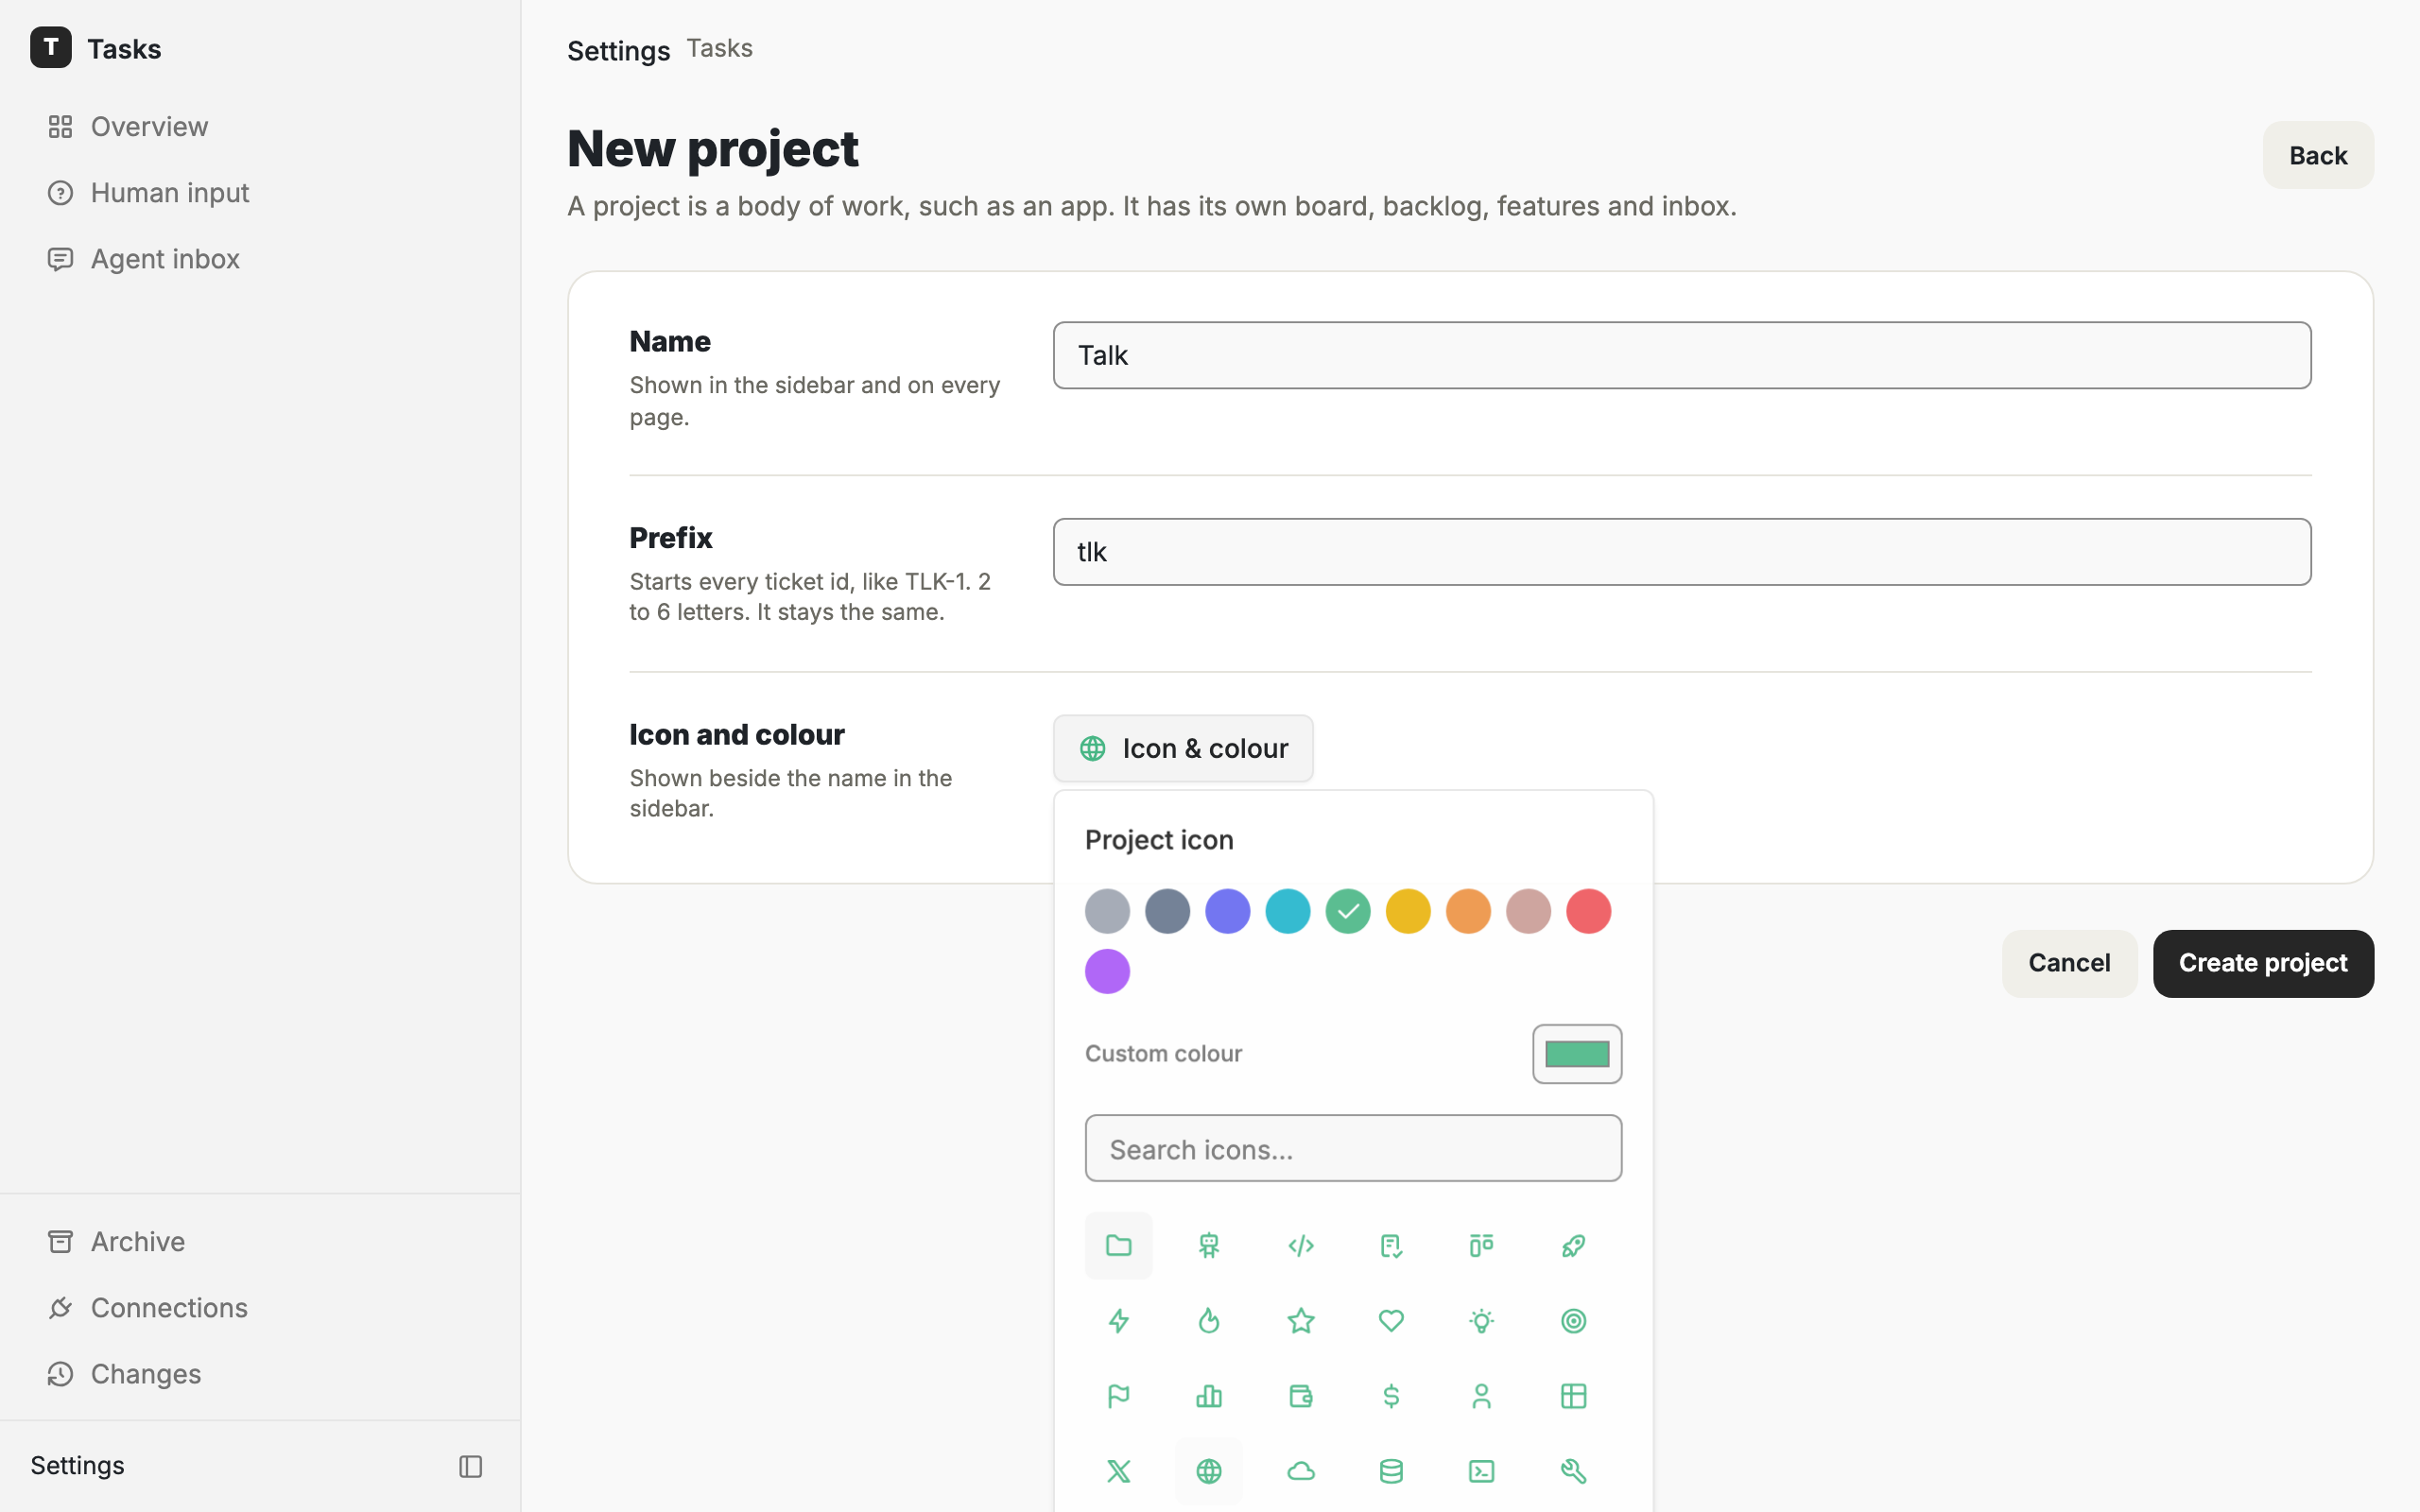 T Tasks
Overview
Human input
Agent inbox
Archive
Connections
Changes
Settings
Settings Tasks
New project
Back
A project is a body of work, such as an app. It has its own board, backlog, features and inbox.
Name
Talk
Shown in the sidebar and on every
page.
Prefix
tlk
Starts every ticket id, like TLK-1. 2
to 6 letters. It stays the same.
Icon and colour
Icon & colour
Shown beside the name in the
sidebar.
Project icon
Custom colour
Search icons...
Cancel
Create project